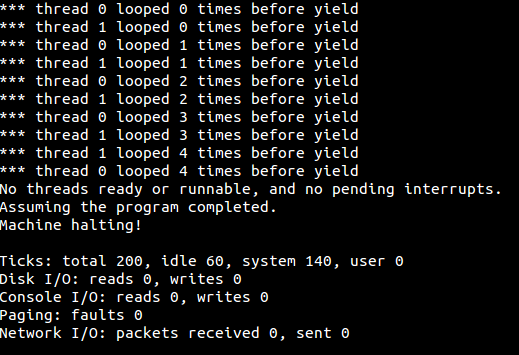 *** thread 0 looped 0 times before yield
*** thread 1 looped 0 times before yield
*** thread 0 looped 1 times before yield
*** thread 1 looped 1 times before yield
*** thread 0 looped 2 times before yield
*** thread 1 looped 2 times before yield
*** thread 0 looped 3 times before yield
*** thread 1 looped 3 times before yield
*** thread 1 looped 4 times before yield
*** thread 0 looped 4 times before yield
No threads ready or runnable, and no pending interrupts.
Assuming the program completed.
Machine halting!

Ticks: total 200, idle 60, system 140, user 0
Disk I/O: reads 0, writes 0
Console I/O: reads 0, writes 0
Paging: faults 0
Network I/O: packets received 0, sent 0